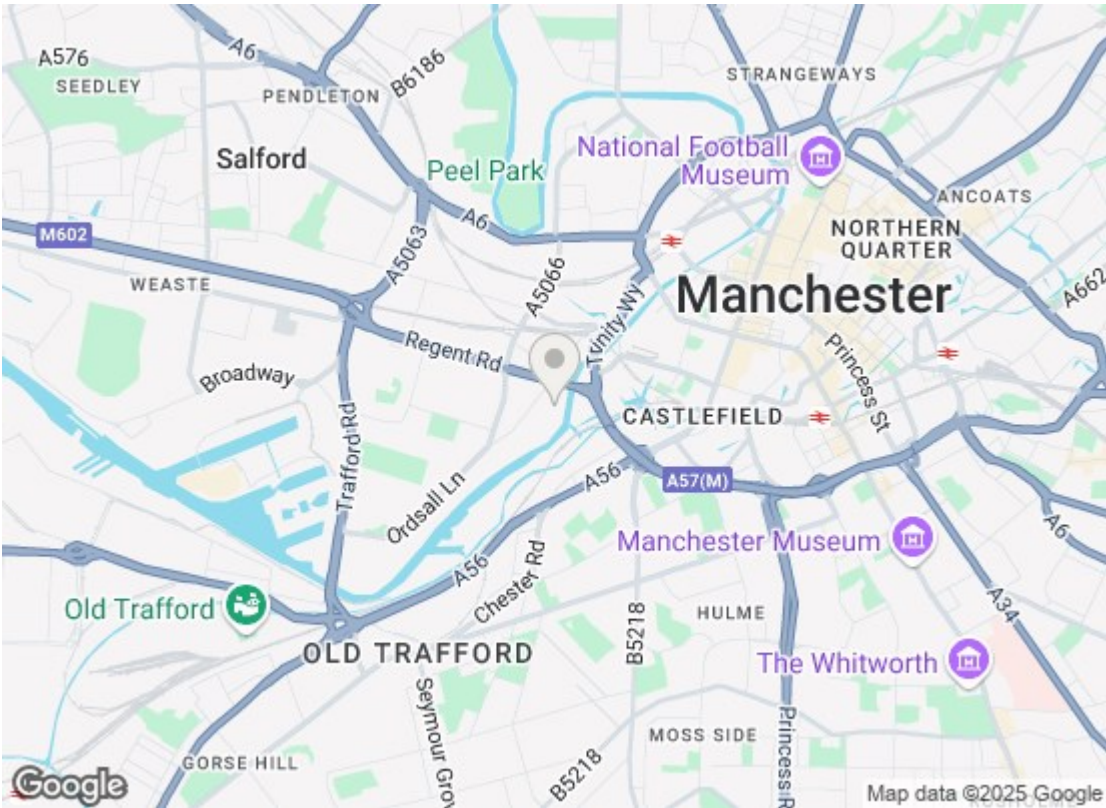 A576
SEEDLEY
A6
PENDLETON
B6186
STRANGEWAYS
Salford
Peel Park
National Football
Museum
ANCOATS
NORTHERN
QUARTER
M602
A6
A5063
A5066
WEASTE
Trinity Wy
Manchester
A662
Regent Rd
Broadway
Princess St
Trafford Rd
CASTLEFIELD
Ordsall Ln
A56
A57(M)
A6
Manchester Museum
A56
Chester Rd
Old Trafford
HULME
A34
B5218
OLD TRAFFORD
The Whitworth
Seymour Gro
MOSS SIDE
Princess R
GORSE HILL
B5218
Google
Map data ©2025 Google